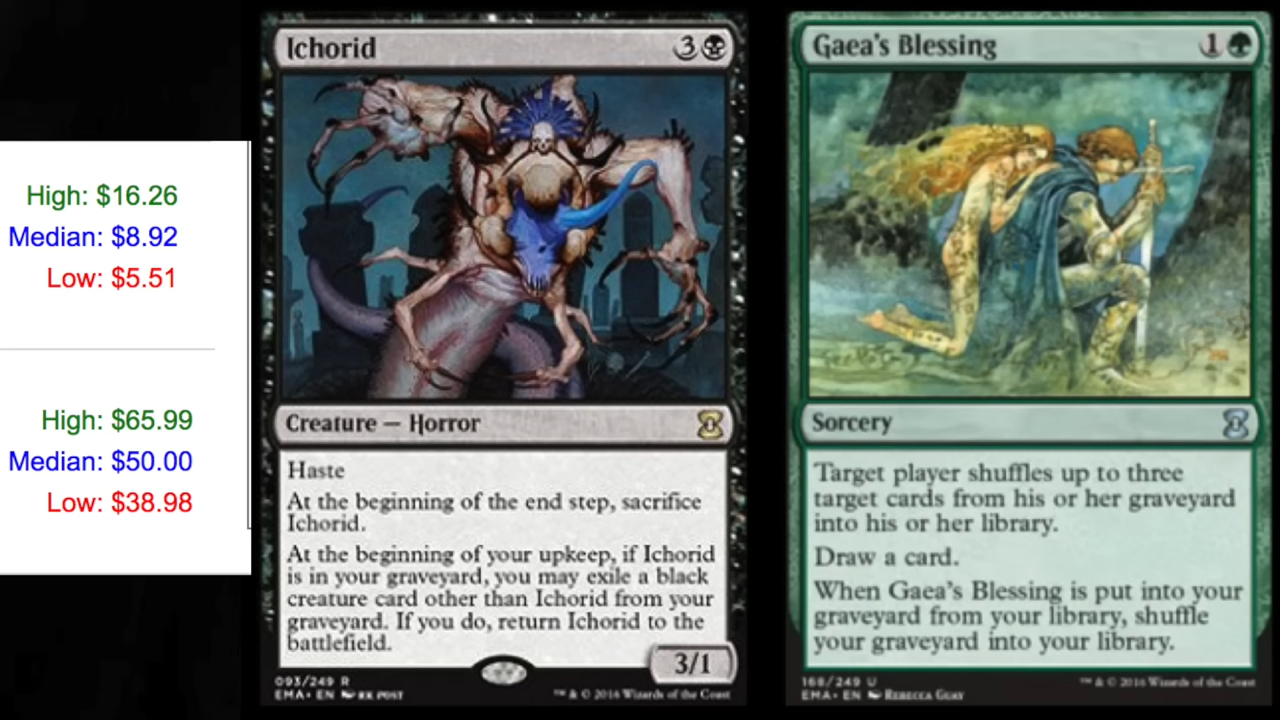 High: $16.26
Median: $8.92
Low: $5.51
High: $65.99
Median: $50.00
Low: $38.98
Ichorid 3
Creature — Horror
Haste
At the beginning of the end step, sacrifice
Ichorid.
At the beginning of your upkeep, if Ichorid
is in your graveyard, you may exile a black
creature card other than Ichorid from your
graveyard. If you do, return Ichorid to the
battlefield.
3/1
093/249 R
EMA • EN RK POST
™ & © 2016 Wizards of the Coast
Gaea's Blessing 1
Sorcery
Target player shuffles up to three
target cards from his or her graveyard
into his or her library.
Draw a card.
When Gaea's Blessing is put into your
graveyard from your library, shuffle
your graveyard into your library.
168/249 U
EMA • EN Rebecca Guay
™ & © 2016 Wizards of the Coast